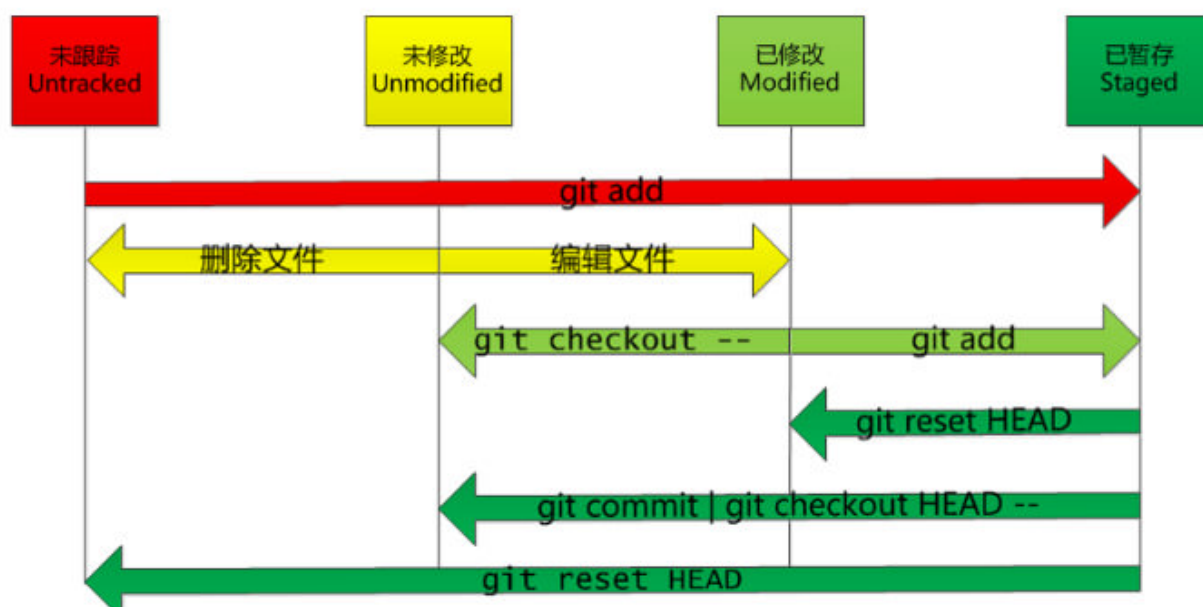 未跟踪
Untracked
未修改
Unmodified
已修改
Modified
已暂存
Staged
git add
删除文件
编辑文件
git checkout --
git add
git reset HEAD
git commit | git checkout HEAD --
git reset HEAD